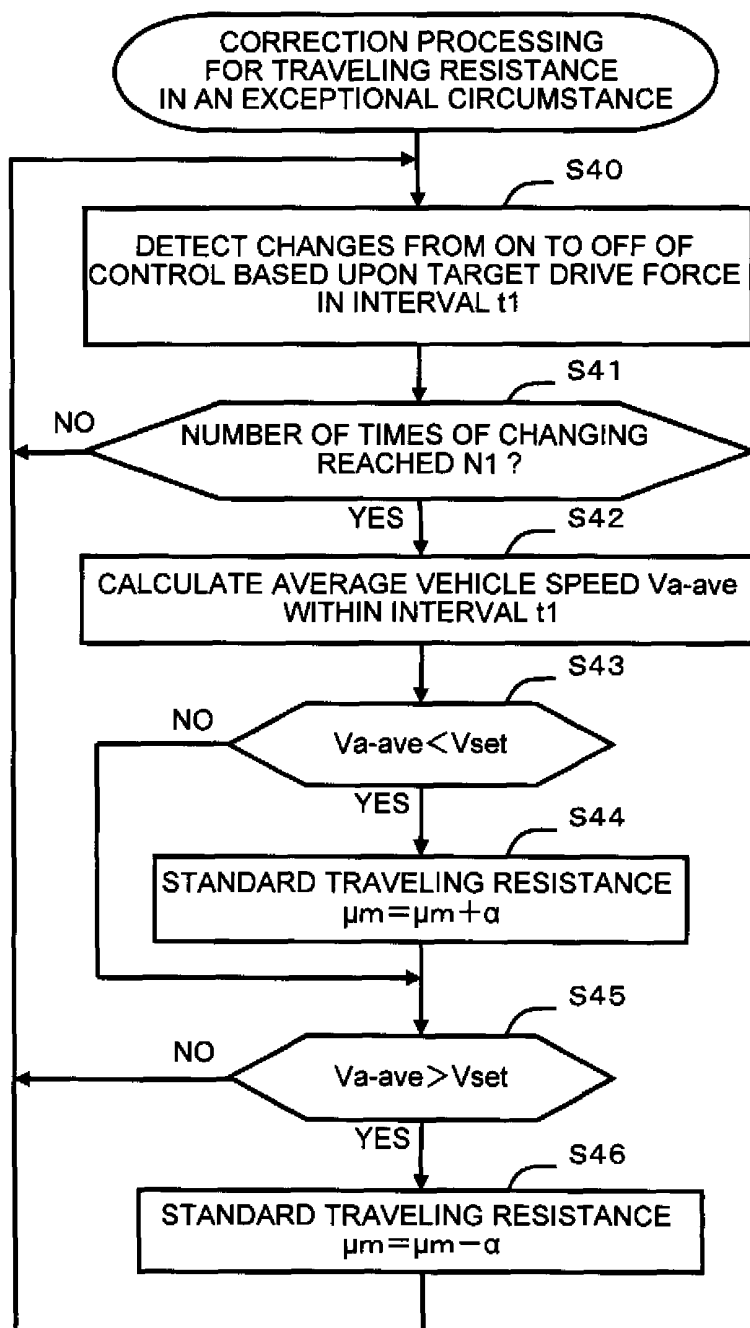 CORRECTION PROCESSING
FOR TRAVELING RESISTANCE
IN AN EXCEPTIONAL CIRCUMSTANCE
S40
DETECT CHANGES FROM ON TO OFF OF
CONTROL BASED UPON TARGET DRIVE FORCE
IN INTERVAL t1
S41
NO
NUMBER OF TIMES OF CHANGING
REACHED N1 ?
YES
S42
CALCULATE AVERAGE VEHICLE SPEED Va-ave
WITHIN INTERVAL t1
S43
NO
Va-ave<Vset
YES
S44
STANDARD TRAVELING RESISTANCE
μm=μm+α
S45
NO
Va-ave>Vset
YES
S46
STANDARD TRAVELING RESISTANCE
μm=μm−α